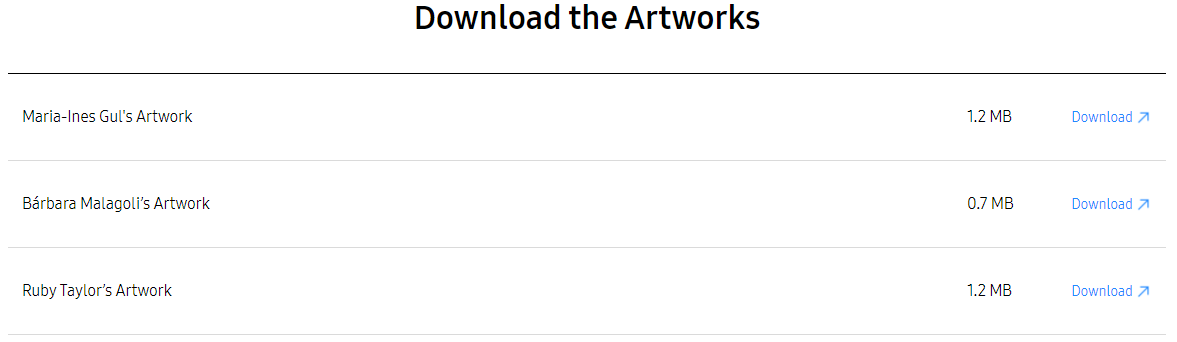 Download the Artworks
Maria-Ines Gul's Artwork 1.2 MB Download
Bárbara Malagoli’s Artwork 0.7 MB Download
Ruby Taylor’s Artwork 1.2 MB Download